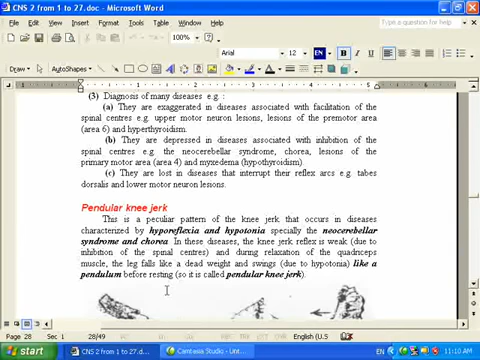 CNS 2 from 1 to 27.doc - Microsoft Word
File Edit View Insert Format Tools Table Window Help
Type a question for help
100%
Arial 12 EN B I U
Draw AutoShapes
(3) Diagnosis of many diseases e.g. :
(a) They are exaggerated in diseases associated with facilitation of the
spinal centres e.g. upper motor neuron lesions, lesions of the premotor area
(area 6) and hyperthyroidism.
(b) They are depressed in diseases associated with inhibition of the
spinal centres e.g. the neocerebellar syndrome, chorea, lesions of the
primary motor area (area 4) and myxedema (hypothyroidism).
(c) They are lost in diseases that interrupt their reflex arcs e.g. tabes
dorsalis and lower motor neuron lesions.
Pendular knee jerk
This is a peculiar pattern of the knee jerk that occurs in diseases
characterized by hyporeflexia and hypotonia specially the neocerebellar
syndrome and chorea. In these diseases, the knee jerk reflex is weak (due to
inhibition of the spinal centres) and during relaxation of the quadriceps
muscle, the leg falls like a dead weight and swings (due to hypotonia) like a
pendulum before resting (so it is called pendular knee jerk).
Page 28 Sec 1 28/49 English (U.S
start CNS 2 from 1 to 27.do... Camtasia Studio - Unt... EN 11:10 AM